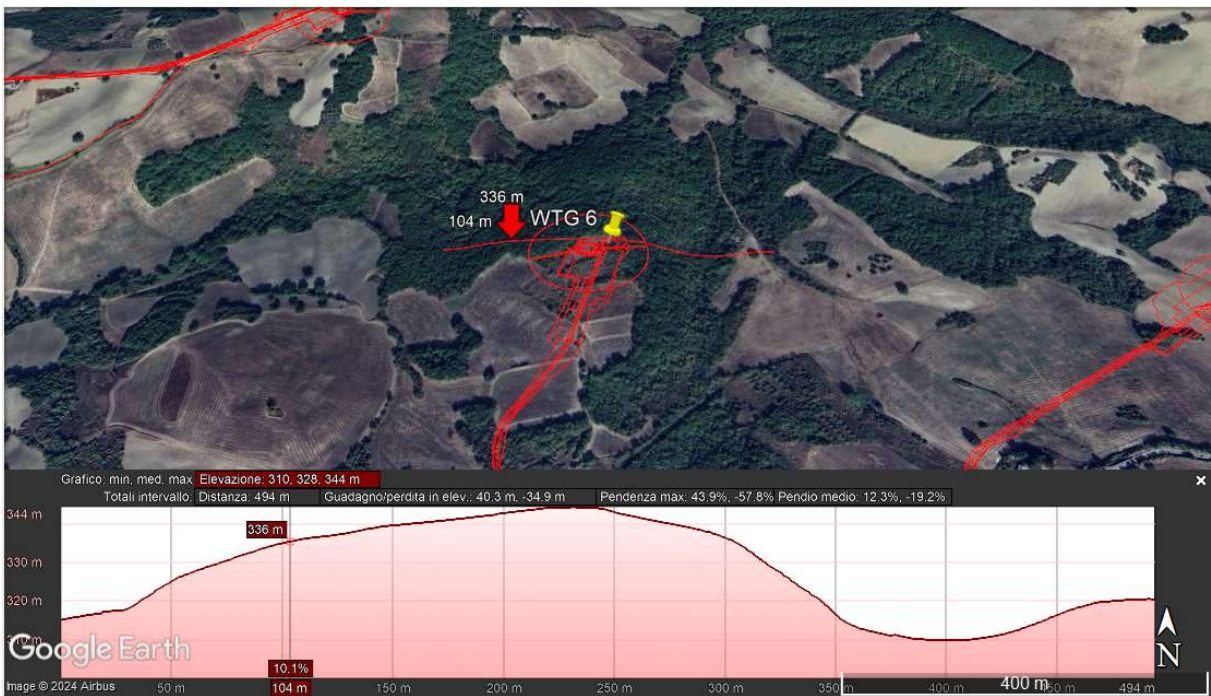 336 m
104 m
WTG 6
Grafico: min, med. max Elevazione: 310, 328, 344 m
Totali intervallo: Distanza: 494 m Guadagno/perdita in elev.: 40.3 m, -34.9 m Pendenza max: 43.9%, -57.8% Pendio medio: 12.3%, -19.2%
344 m
336 m
330 m
320 m
310 m
Google Earth
N
10.1%
Image © 2024 Airbus
50 m 104 m 150 m 200 m 250 m 300 m 350 m 400 m 450 m 494 m
400 m